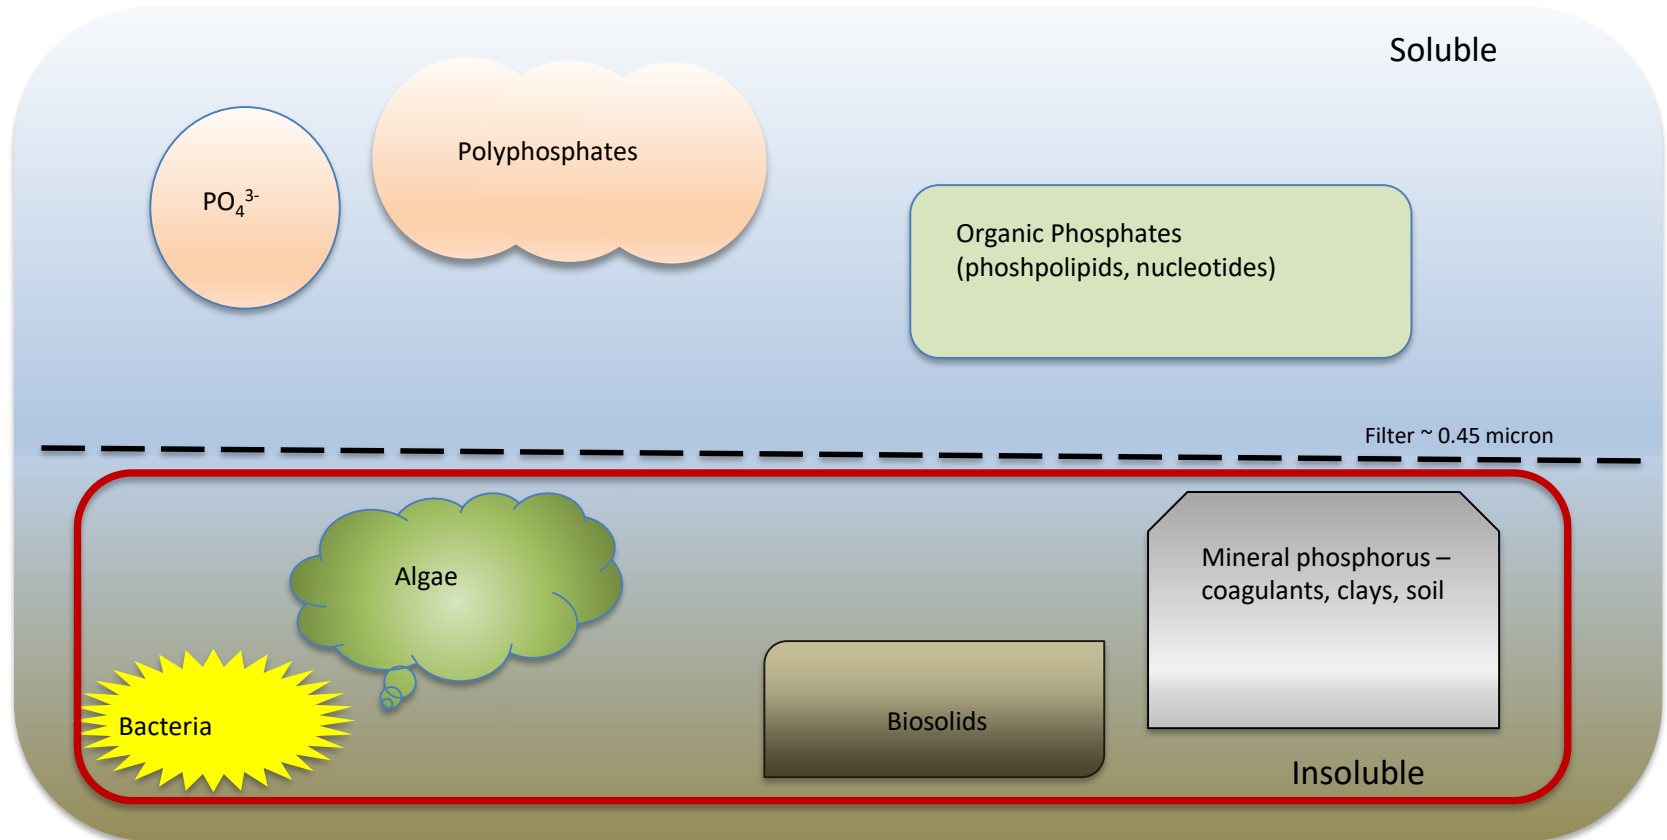 Soluble
Polyphosphates
PO₄³⁻
Organic Phosphates
(phoshpolipids, nucleotides)
Filter ~ 0.45 micron
Algae
Mineral phosphorus –
coagulants, clays, soil
Bacteria
Biosolids
Insoluble